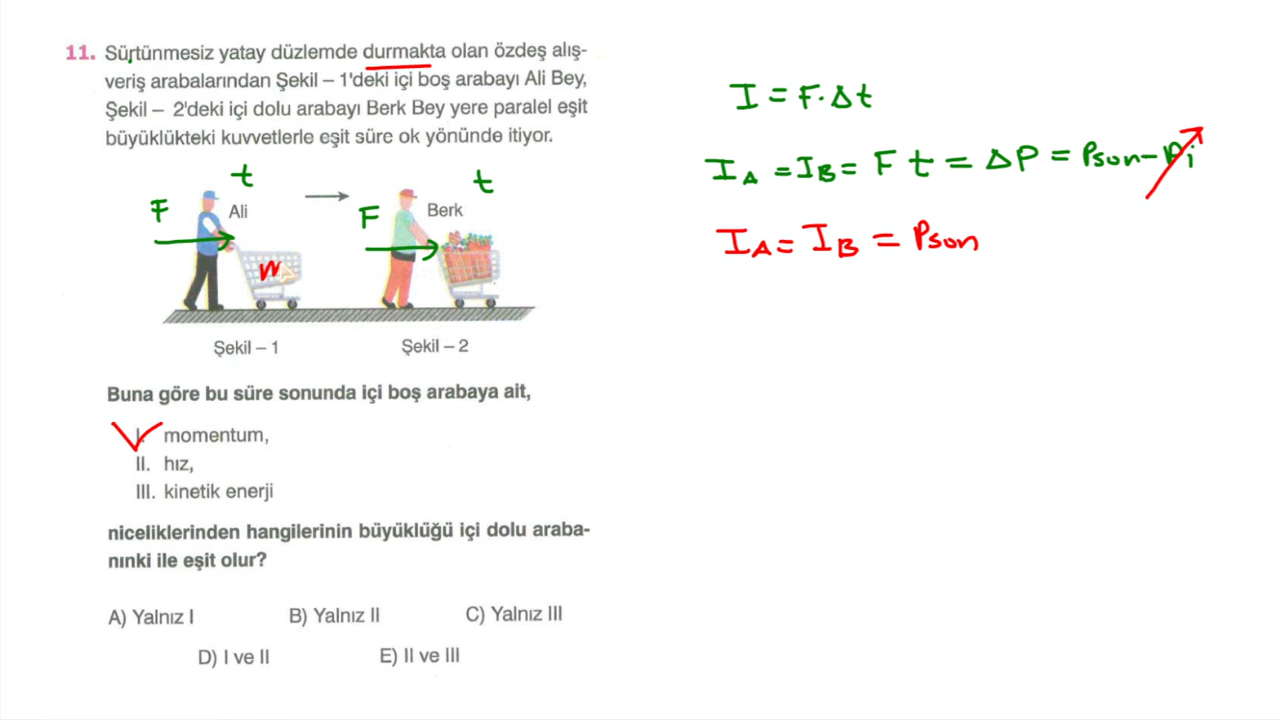 11. Sürtünmesiz yatay düzlemde durmakta olan özdeş alış-
veriş arabalarından Şekil – 1'deki içi boş arabayı Ali Bey,
Şekil – 2'deki içi dolu arabayı Berk Bey yere paralel eşit
büyüklükteki kuvvetlerle eşit süre ok yönünde itiyor.
t
t
F
Ali
F
Berk
m
Şekil – 1
Şekil – 2
Buna göre bu süre sonunda içi boş arabaya ait,
I. momentum,
II. hız,
III. kinetik enerji
niceliklerinden hangilerinin büyüklüğü içi dolu araba-
nınki ile eşit olur?
A) Yalnız I
B) Yalnız II
C) Yalnız III
D) I ve II
E) II ve III
I = F·Δt
I_A = I_B = F t = ΔP = Pson – Pi
I_A = I_B = Pson